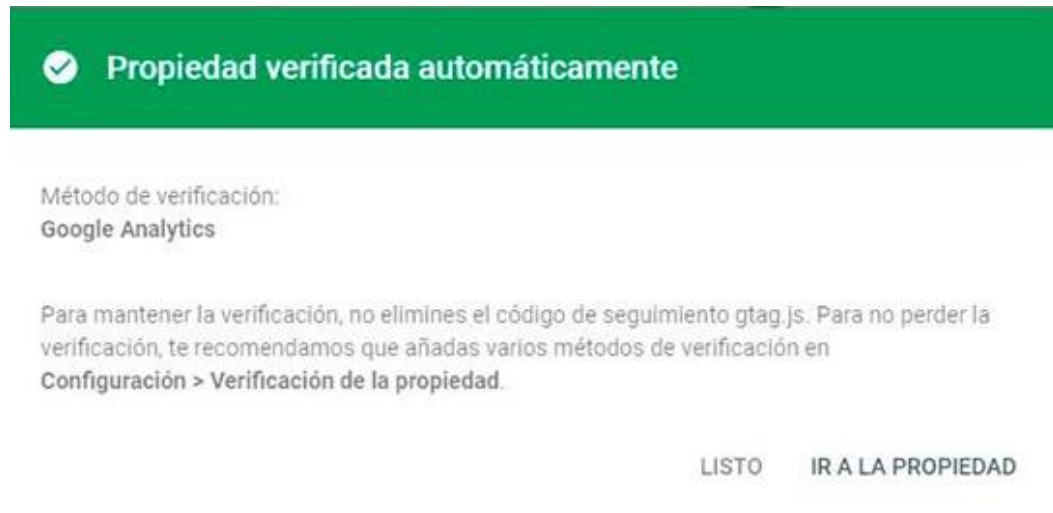 Propiedad verificada automáticamente
Método de verificación:
Google Analytics
Para mantener la verificación, no elimines el código de seguimiento gtag.js. Para no perder la
verificación, te recomendamos que añadas varios métodos de verificación en
Configuración > Verificación de la propiedad.
LISTO IR A LA PROPIEDAD